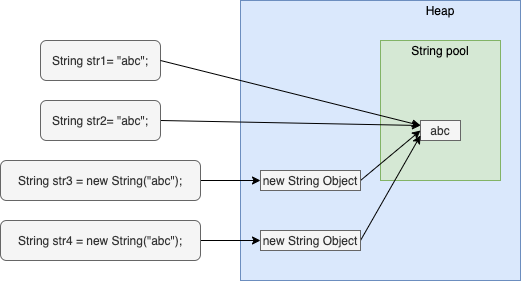 Heap
String pool
String str1= "abc";
String str2= "abc";
abc
String str3 = new String("abc");
new String Object
String str4 = new String("abc");
new String Object